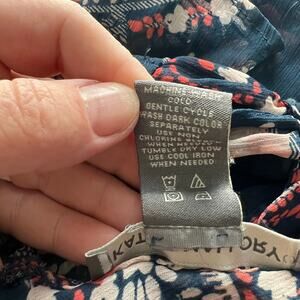 MACHINE WASH
COLD
GENTLE CYCLE
WASH DARK COLOR
SEPARATELY
USE NON
CHLORINE BLEACH
WHEN NEEDED
TUMBLE DRY LOW
USE COOL IRON
WHEN NEEDED
MALLORY